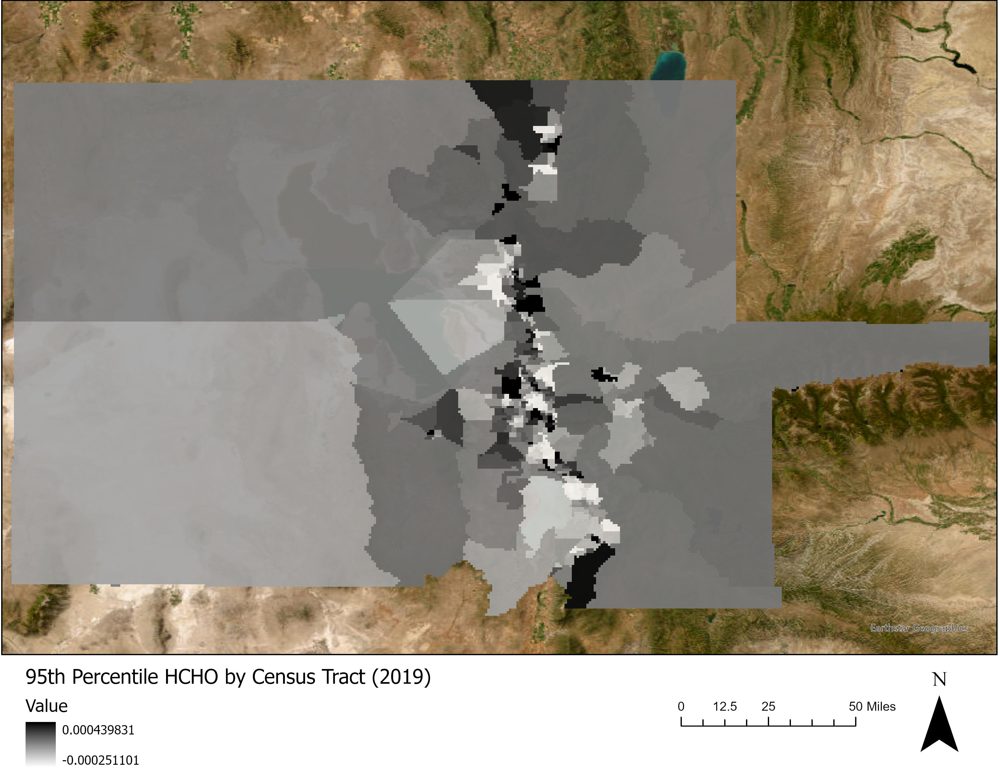 Earthstar Geographics
95th Percentile HCHO by Census Tract (2019)
Value
0.000439831
-0.000251101
0 12.5 25 50 Miles
N